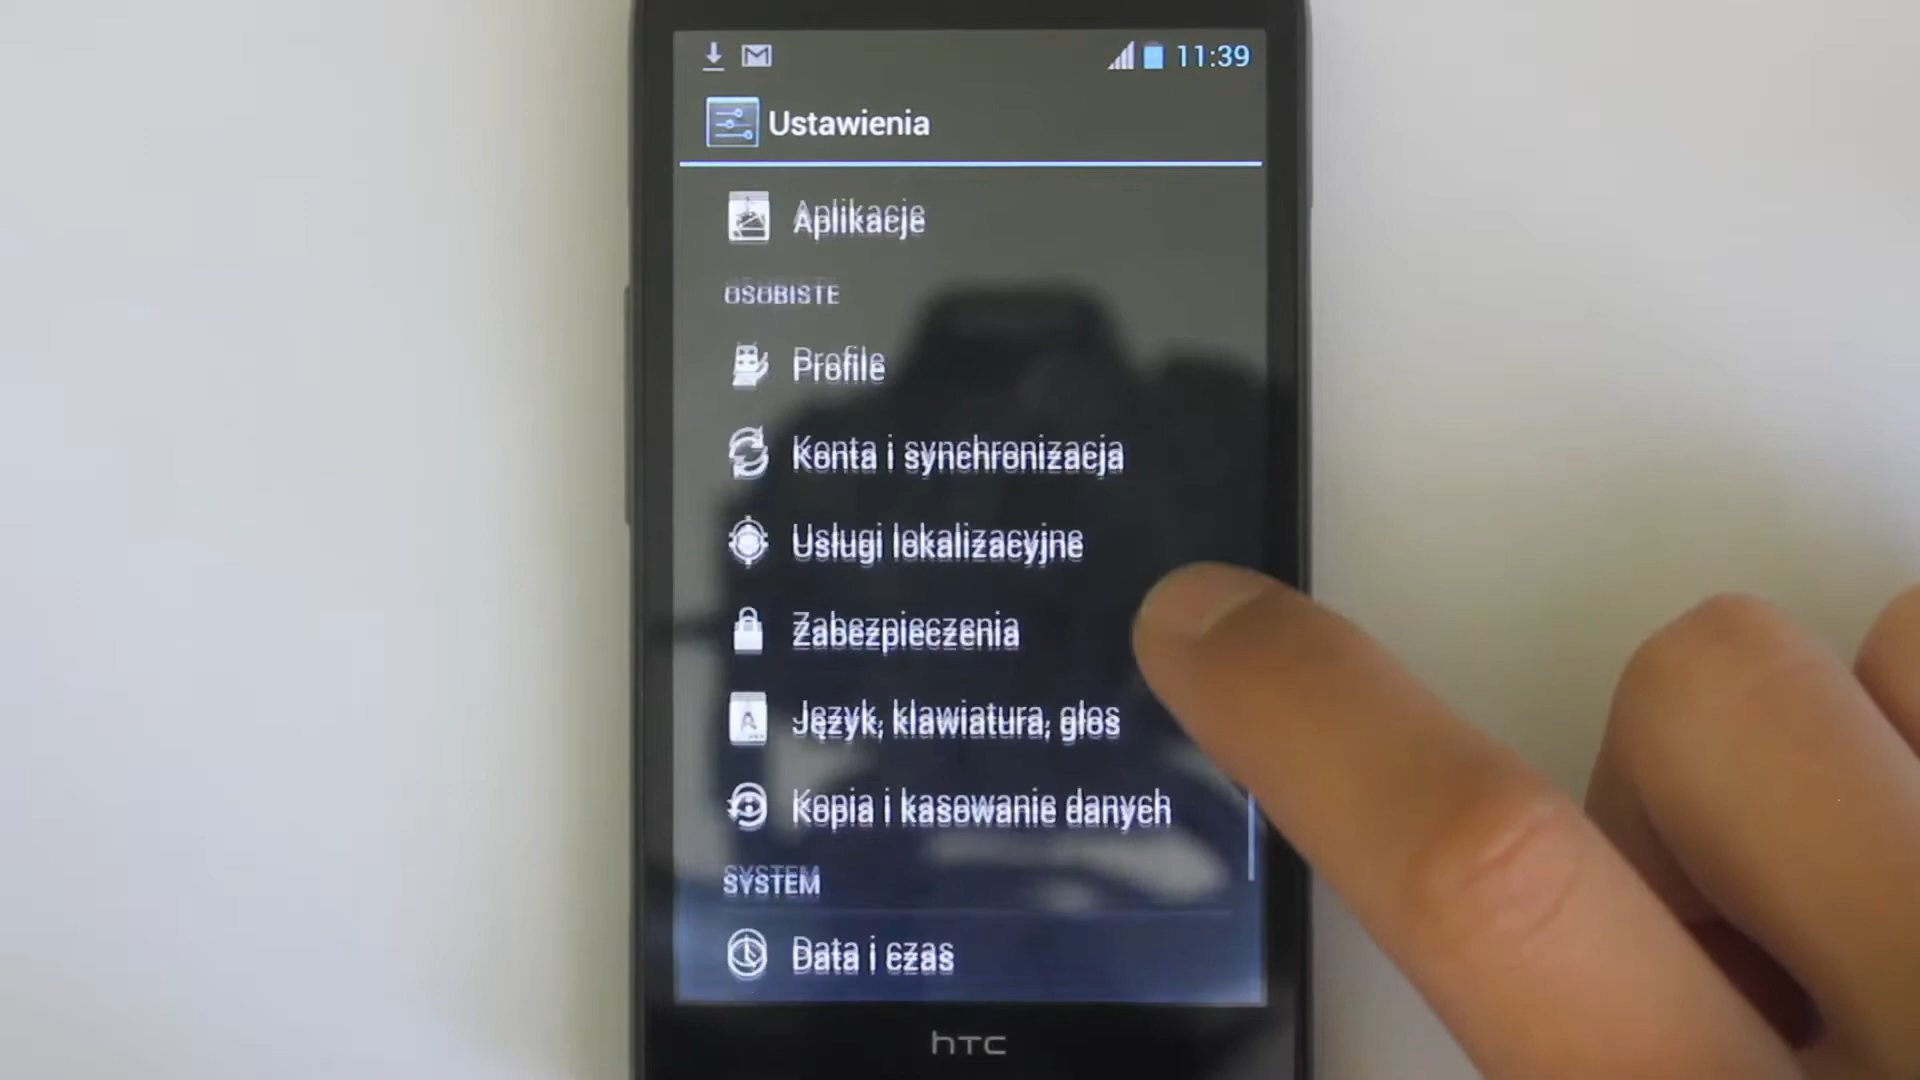 11:39
Ustawienia
Aplikacje
OSOBISTE
Profile
Konta i synchronizacja
Usługi lokalizacyjne
Zabezpieczenia
Język, klawiatura, głos
Kopia i kasowanie danych
SYSTEM
Data i czas
hTC